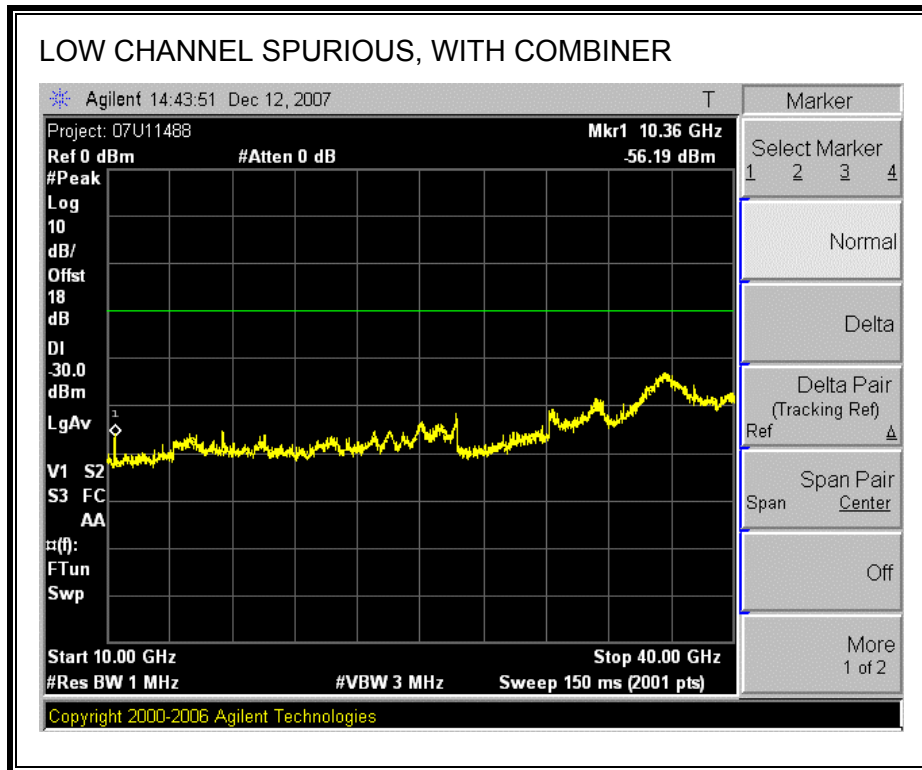 LOW CHANNEL SPURIOUS, WITH COMBINER
Agilent 14:43:51 Dec 12, 2007 T
Project: 07U11488 Mkr1 10.36 GHz
Ref 0 dBm #Atten 0 dB -56.19 dBm
#Peak
Log
10
dB/
Offst
18
dB
DI
-30.0
dBm
LgAv
1
V1 S2
S3 FC
AA
¤(f):
FTun
Swp
Start 10.00 GHz Stop 40.00 GHz
#Res BW 1 MHz #VBW 3 MHz Sweep 150 ms (2001 pts)
Copyright 2000-2006 Agilent Technologies
Marker
Select Marker
1 2 3 4
Normal
Delta
Delta Pair
(Tracking Ref)
Ref Δ
Span Pair
Span Center
Off
More
1 of 2